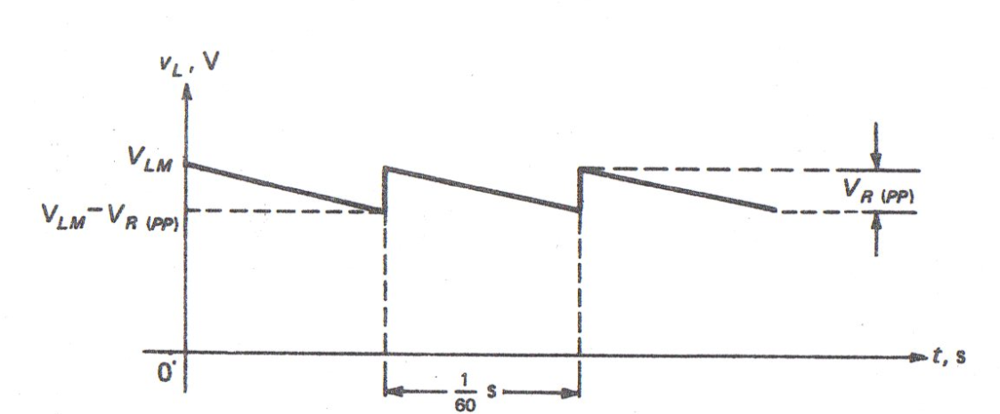 v_L, V
V_LM
V_LM − V_R (PP)
V_R (PP)
0
t, s
1/60 s